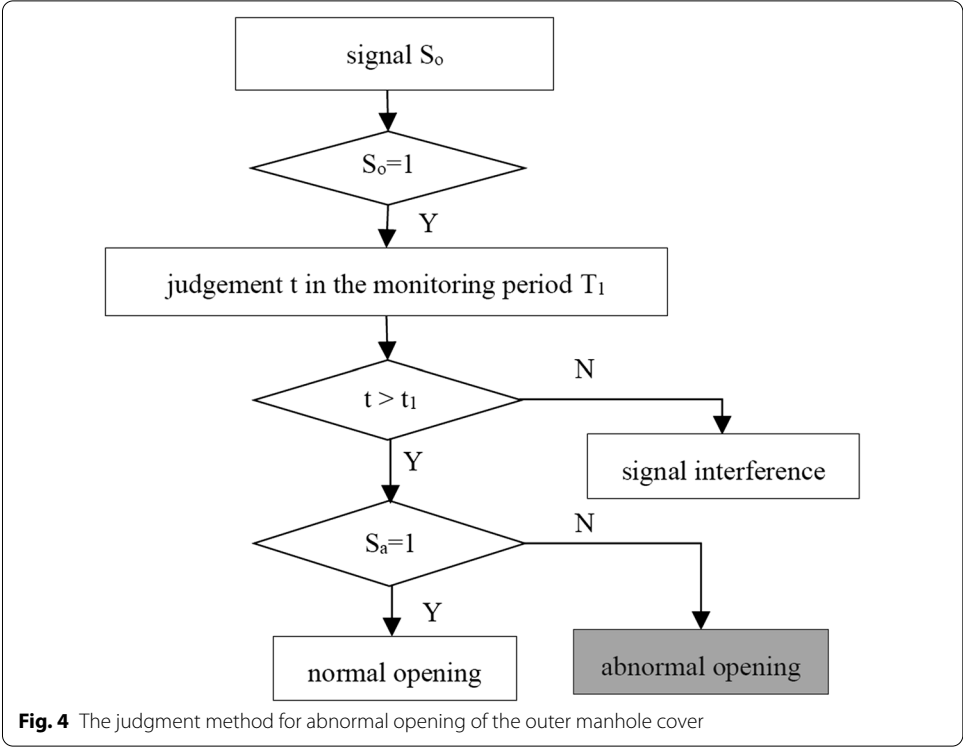 signal Sₒ
Sₒ=1
Y
judgement t in the monitoring period T₁
N
t > t₁
signal interference
Y
N
Sₐ=1
Y
abnormal opening
normal opening
Fig. 4 The judgment method for abnormal opening of the outer manhole cover